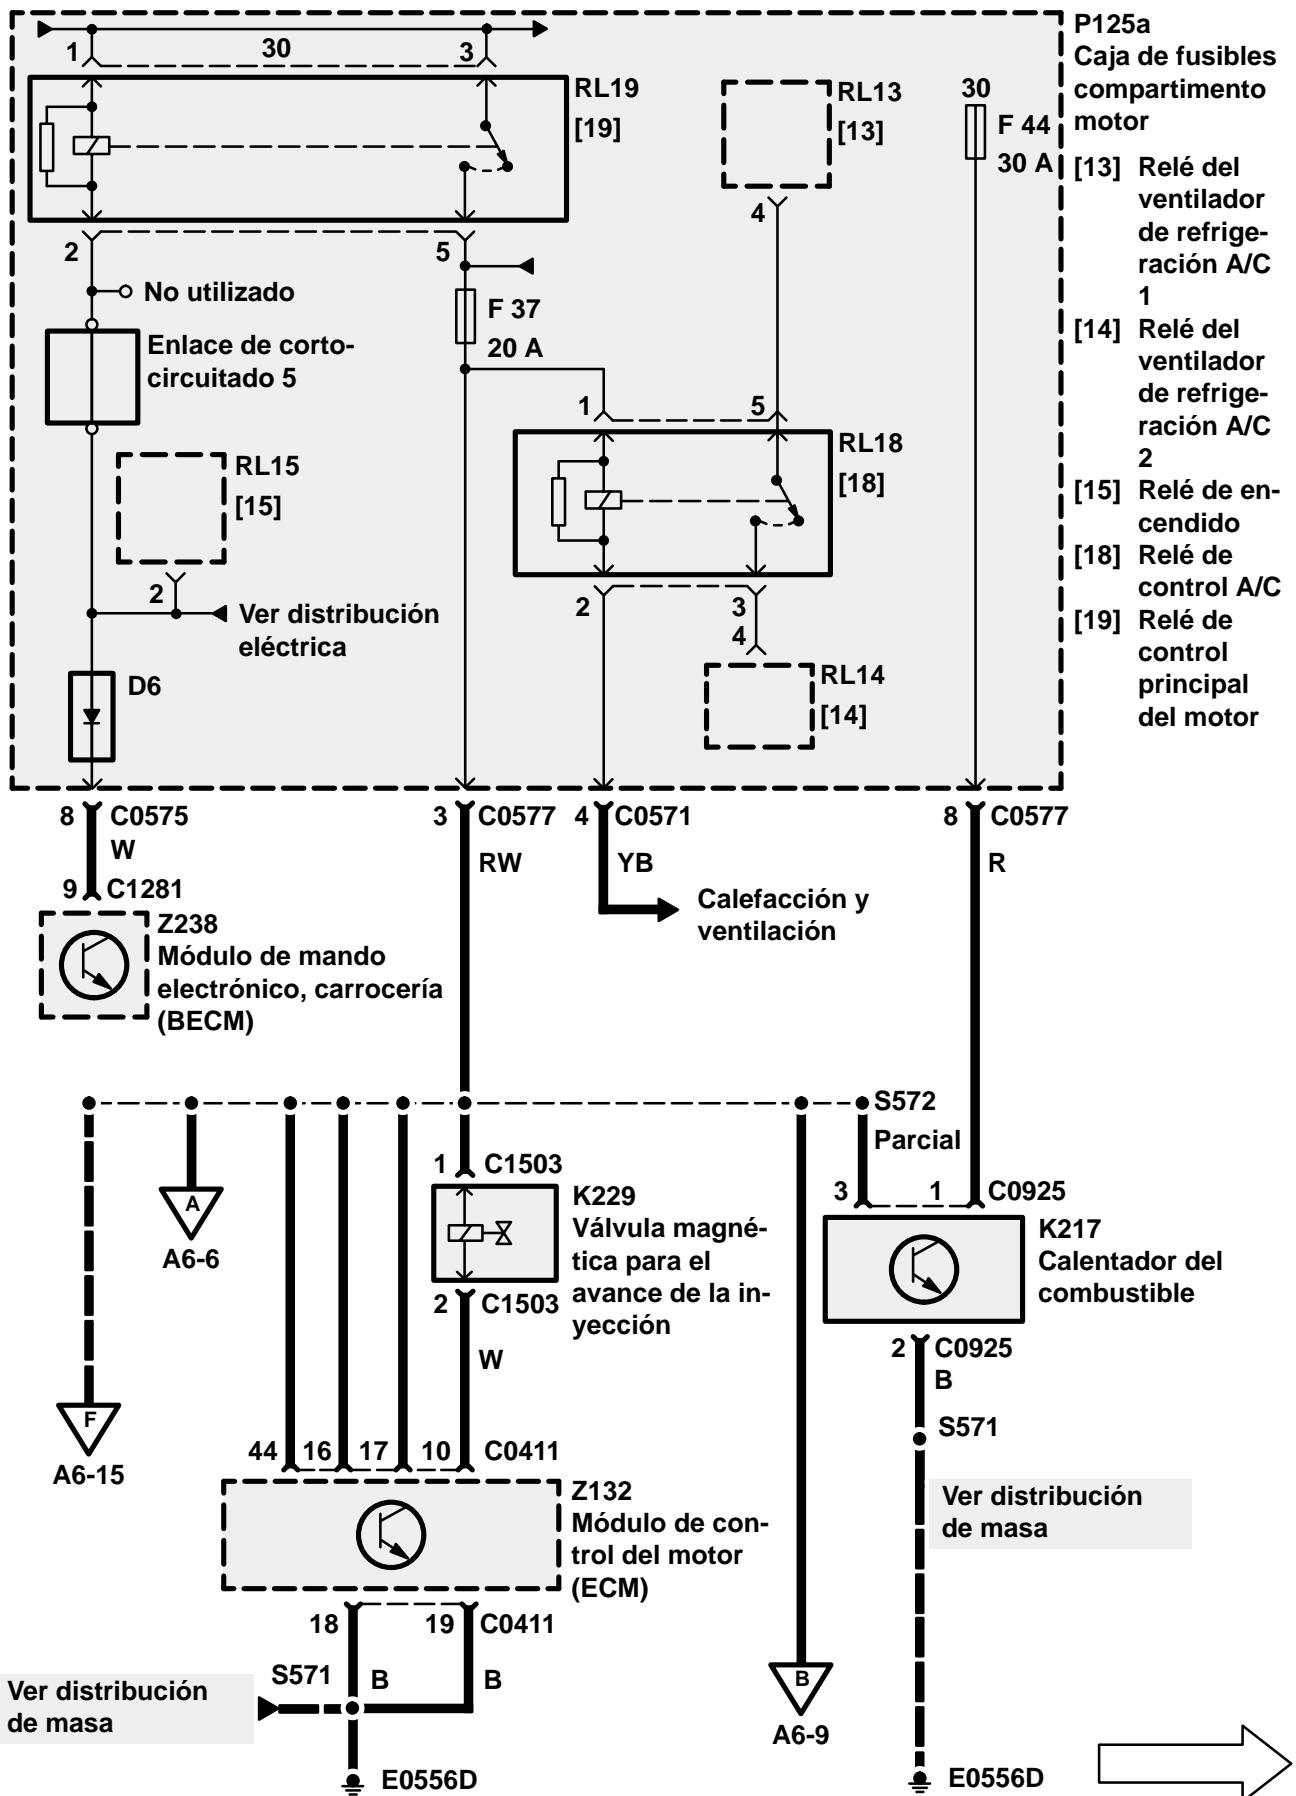 P125a
Caja de fusibles
compartimento
motor
[13] Relé del
ventilador
de refrige-
ración A/C
1
[14] Relé del
ventilador
de refrige-
ración A/C
2
[15] Relé de en-
cendido
[18] Relé de
control A/C
[19] Relé de
control
principal
del motor
1 30 3
RL19
[19]
RL13
[13]
30
F 44
30 A
4
2 5
No utilizado
F 37
20 A
Enlace de corto-
circuitado 5
1 5
RL18
[18]
RL15
[15]
2
Ver distribución
eléctrica
2 3
4
D6
RL14
[14]
8 C0575
W
3 C0577
RW
4 C0571
YB
8 C0577
R
9 C1281
Calefacción y
ventilación
Z238
Módulo de mando
electrónico, carrocería
(BECM)
S572
Parcial
1 C1503
3 1 C0925
A
A6-6
K229
Válvula magné-
tica para el
avance de la in-
yección
K217
Calentador del
combustible
2 C1503
W
2 C0925
B
S571
F
A6-15
44 16 17 10 C0411
Z132
Módulo de con-
trol del motor
(ECM)
Ver distribución
de masa
18 19 C0411
S571 B B
Ver distribución
de masa
B
A6-9
E0556D
E0556D